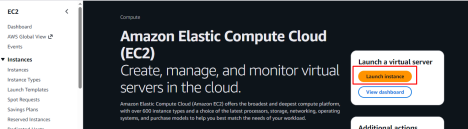 EC2
Dashboard
AWS Global View
Events
Instances
Instances
Instance Types
Launch Templates
Spot Requests
Savings Plans
Reserved Instances
Compute
Amazon Elastic Compute Cloud
(EC2)
Create, manage, and monitor virtual
servers in the cloud.
Amazon Elastic Compute Cloud (Amazon EC2) offers the broadest and deepest compute platform,
with over 600 instance types and a choice of the latest processors, storage, networking, operating
systems, and purchase models to help you best match the needs of your workload.
Launch a virtual server
Launch instance
View dashboard
Additional actions